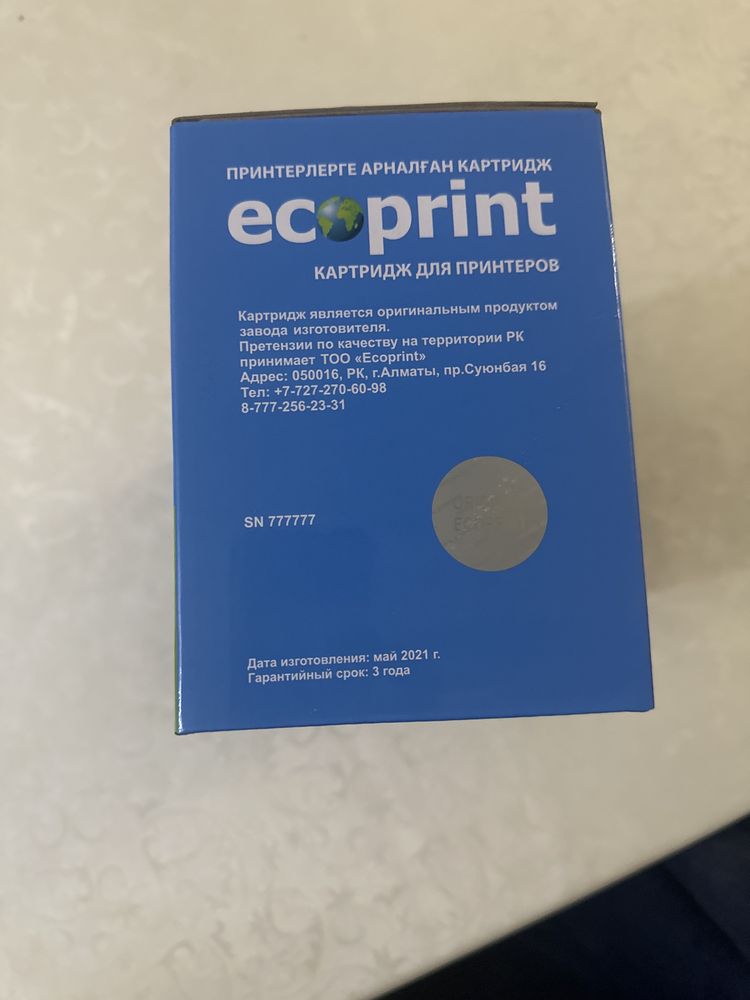 ПРИНТЕРЛЕРГЕ АРНАЛҒАН КАРТРИДЖ
ecoprint
КАРТРИДЖ ДЛЯ ПРИНТЕРОВ
Картридж является оригинальным продуктом
завода изготовителя.
Претензии по качеству на территории РК
принимает ТОО «Ecoprint»
Адрес: 050016, РК, г.Алматы, пр.Суюнбая 16
Тел: +7-727-270-60-98
8-777-256-23-31
SN 777777
Дата изготовления: май 2021 г.
Гарантийный срок: 3 года